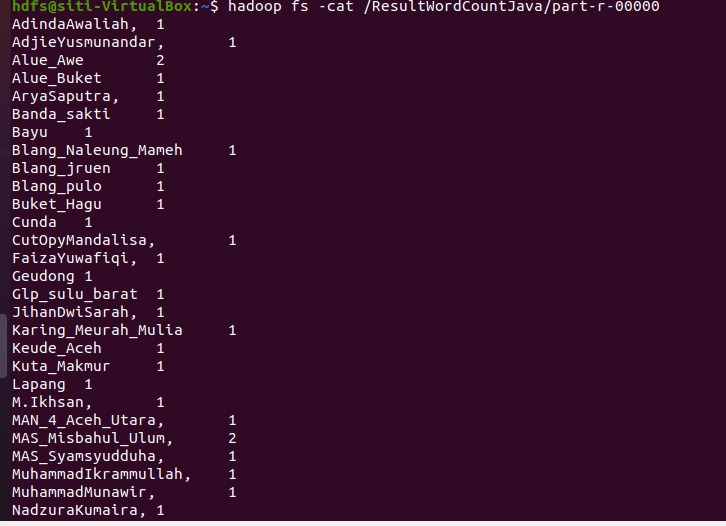 hdfs@siti-VirtualBox:~$ hadoop fs -cat /ResultWordCountJava/part-r-00000
AdindaAwaliah, 1
AdjieYusmunandar, 1
Alue_Awe 2
Alue_Buket 1
AryaSaputra, 1
Banda_sakti 1
Bayu 1
Blang_Naleung_Mameh 1
Blang_jruen 1
Blang_pulo 1
Buket_Hagu 1
Cunda 1
CutOpyMandalisa, 1
FaizaYuwafiqi, 1
Geudong 1
Glp_sulu_barat 1
JihanDwiSarah, 1
Karing_Meurah_Mulia 1
Keude_Aceh 1
Kuta_Makmur 1
Lapang 1
M.Ikhsan, 1
MAN_4_Aceh_Utara, 1
MAS_Misbahul_Ulum, 2
MAS_Syamsyudduha, 1
MuhammadIkrammullah, 1
MuhammadMunawir, 1
NadzuraKumaira, 1